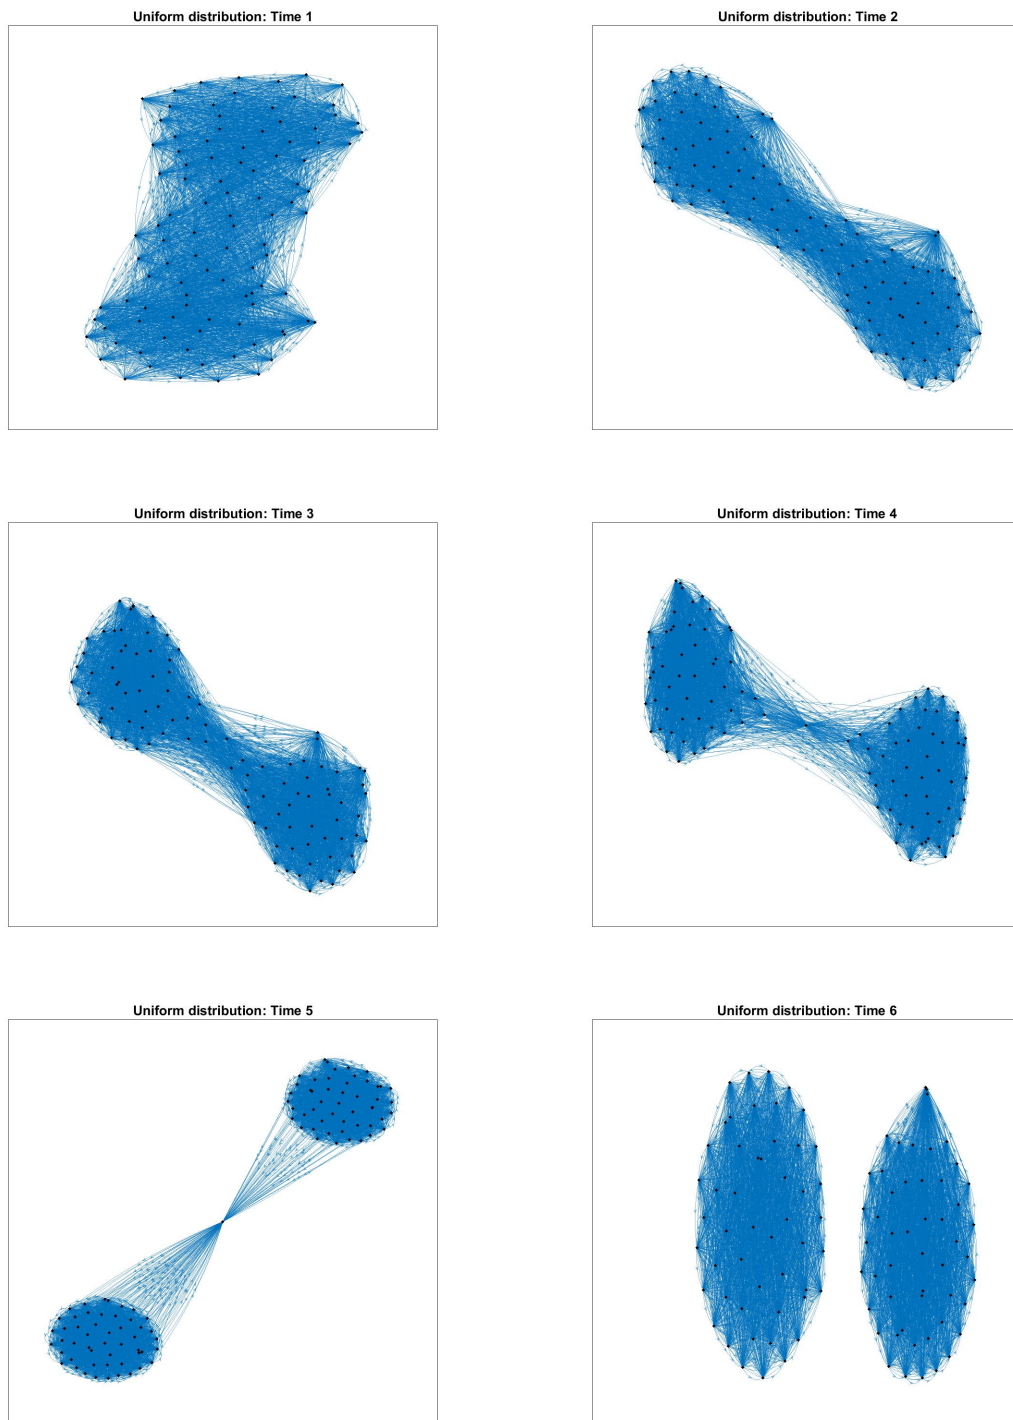 Uniform distribution: Time 1
Uniform distribution: Time 2
Uniform distribution: Time 3
Uniform distribution: Time 4
Uniform distribution: Time 5
Uniform distribution: Time 6